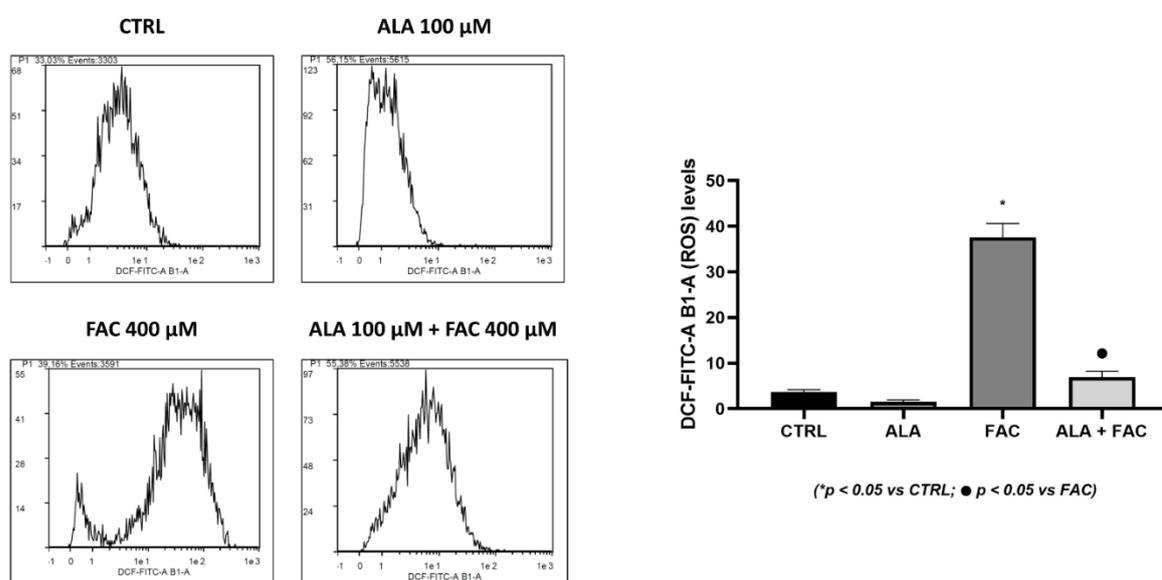 CTRL
ALA 100 µM
P1 33,03% Events:3303
68
51
34
17
-1 0 1 1e1 1e2 1e3
DCF-FITC-A B1-A
P1 56,15% Events:5615
123
92
62
31
-1 0 1 1e1 1e2 1e3
DCF-FITC-A B1-A
FAC 400 µM
ALA 100 µM + FAC 400 µM
P1 39,16% Events:3591
55
41
28
14
-1 0 1 1e1 1e2 1e3
DCF-FITC-A B1-A
P1 55,38% Events:5538
97
73
48
24
-1 0 1 1e1 1e2 1e3
DCF-FITC-A B1-A
DCF-FITC-A B1-A (ROS) levels
50
40
30
20
10
0
*
●
CTRL ALA FAC ALA + FAC
(*p < 0.05 vs CTRL; ● p < 0.05 vs FAC)